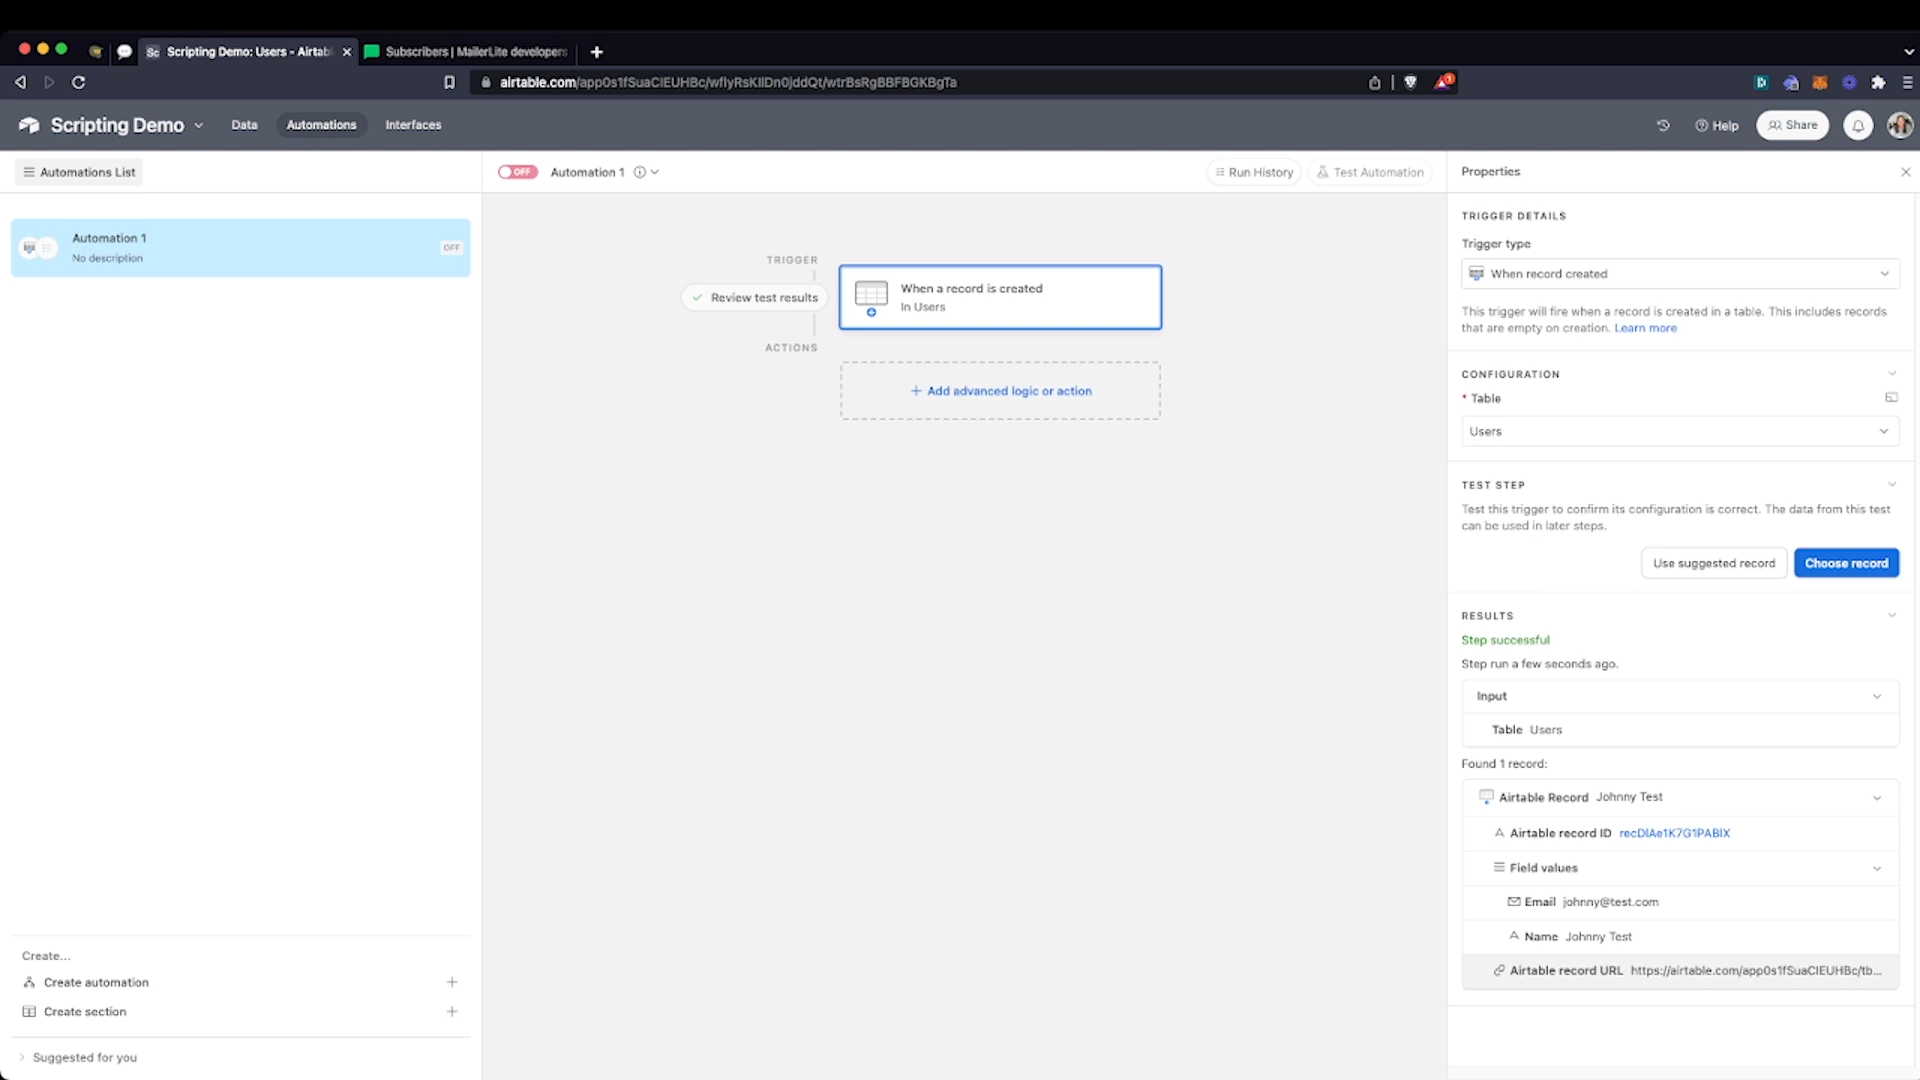 Sc Scripting Demo: Users - Airtab
Subscribers | MailerLite developers
airtable.com/app0s1fSuaClEUHBc/wflyRsKIlDn0jddQt/wtrBsRgBBFBGKBgTa
Scripting Demo
Data
Automations
Interfaces
Help
Share
Automations List
OFF
Automation 1
Run History
Test Automation
Properties
Automation 1
No description
OFF
TRIGGER
Review test results
When a record is created
In Users
ACTIONS
+ Add advanced logic or action
TRIGGER DETAILS
Trigger type
When record created
This trigger will fire when a record is created in a table. This includes records
that are empty on creation. Learn more
CONFIGURATION
* Table
Users
TEST STEP
Test this trigger to confirm its configuration is correct. The data from this test
can be used in later steps.
Use suggested record
Choose record
RESULTS
Step successful
Step run a few seconds ago.
Input
Table Users
Found 1 record:
Airtable Record Johnny Test
A Airtable record ID recDlAe1K7G1PABlX
Field values
Email johnny@test.com
A Name Johnny Test
Airtable record URL https://airtable.com/app0s1fSuaClEUHBc/tb...
Create...
Create automation
Create section
Suggested for you